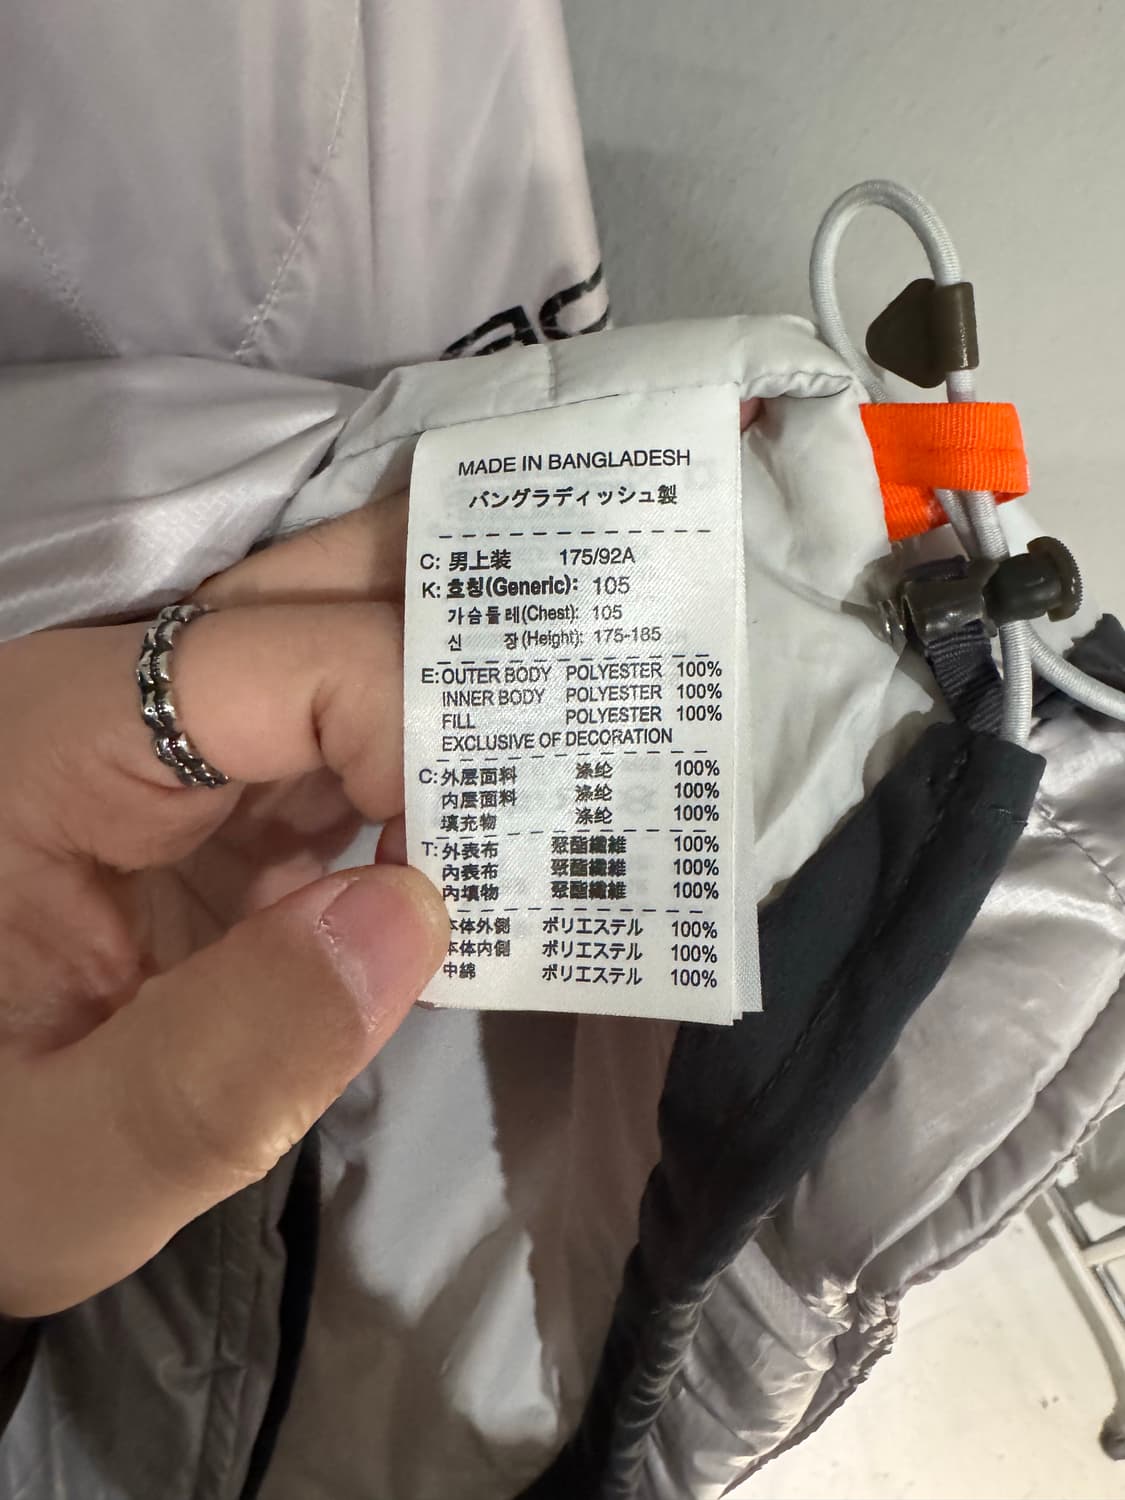 MADE IN BANGLADESH
バングラディッシュ製
C: 男上装 175/92A
K: 호칭(Generic): 105
가슴둘레(Chest): 105
신 장(Height): 175-185
E: OUTER BODY POLYESTER 100%
INNER BODY POLYESTER 100%
FILL POLYESTER 100%
EXCLUSIVE OF DECORATION
C: 外层面料 涤纶 100%
内层面料 涤纶 100%
填充物 涤纶 100%
T: 外表布 聚酯纖維 100%
內表布 聚酯纖維 100%
內填物 聚酯纖維 100%
本体外側 ポリエステル 100%
本体内側 ポリエステル 100%
中綿 ポリエステル 100%